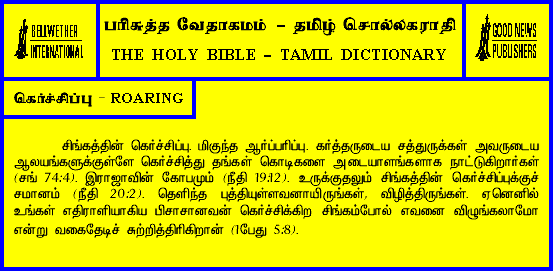 BELLWETHER
INTERNATIONAL
பரிசுத்த வேதாகமம் - தமிழ் சொல்லகராதி
THE HOLY BIBLE - TAMIL DICTIONARY
GOOD NEWS
PUBLISHERS
கெர்ச்சிப்பு - ROARING
சிங்கத்தின் கெர்ச்சிப்பு. மிகுந்த ஆர்ப்பரிப்பு. கர்த்தருடைய சத்துருக்கள் அவருடைய
ஆலயங்களுக்குள்ளே கெர்ச்சித்து தங்கள் கொடிகளை அடையாளங்களாக நாட்டுகிறார்கள்
(சங் 74:4). இராஜாவின் கோபமும் (நீதி 19:12). உருக்குதலும் சிங்கத்தின் கெர்ச்சிப்புக்குச்
சமானம் (நீதி 20:2). தெளிந்த புத்தியுள்ளவனாயிருங்கள், விழித்திருங்கள். ஏனெனில்
உங்கள் எதிராளியாகிய பிசாசானவன் கெர்ச்சிக்கிற சிங்கம்போல் எவனை விழுங்கலாமோ
என்று வகைதேடிச் சுற்றித்திரிகிறான் (1பேது 5:8).